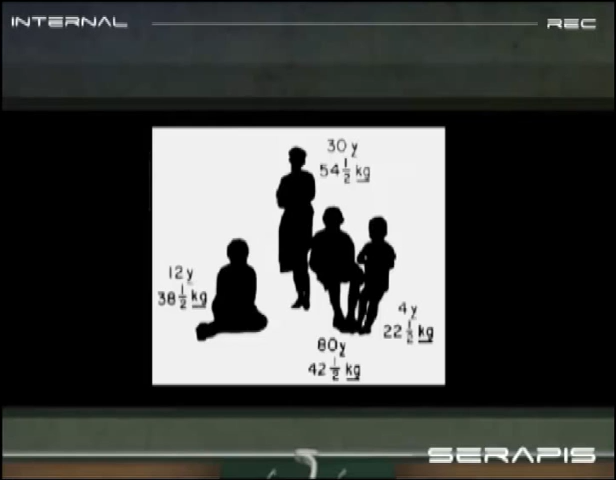 INTERNAL
REC
30 y
54 1/2 kg
12 y
38 1/2 kg
4 y
22 1/2 kg
80 y
42 1/2 kg
SERAPIS